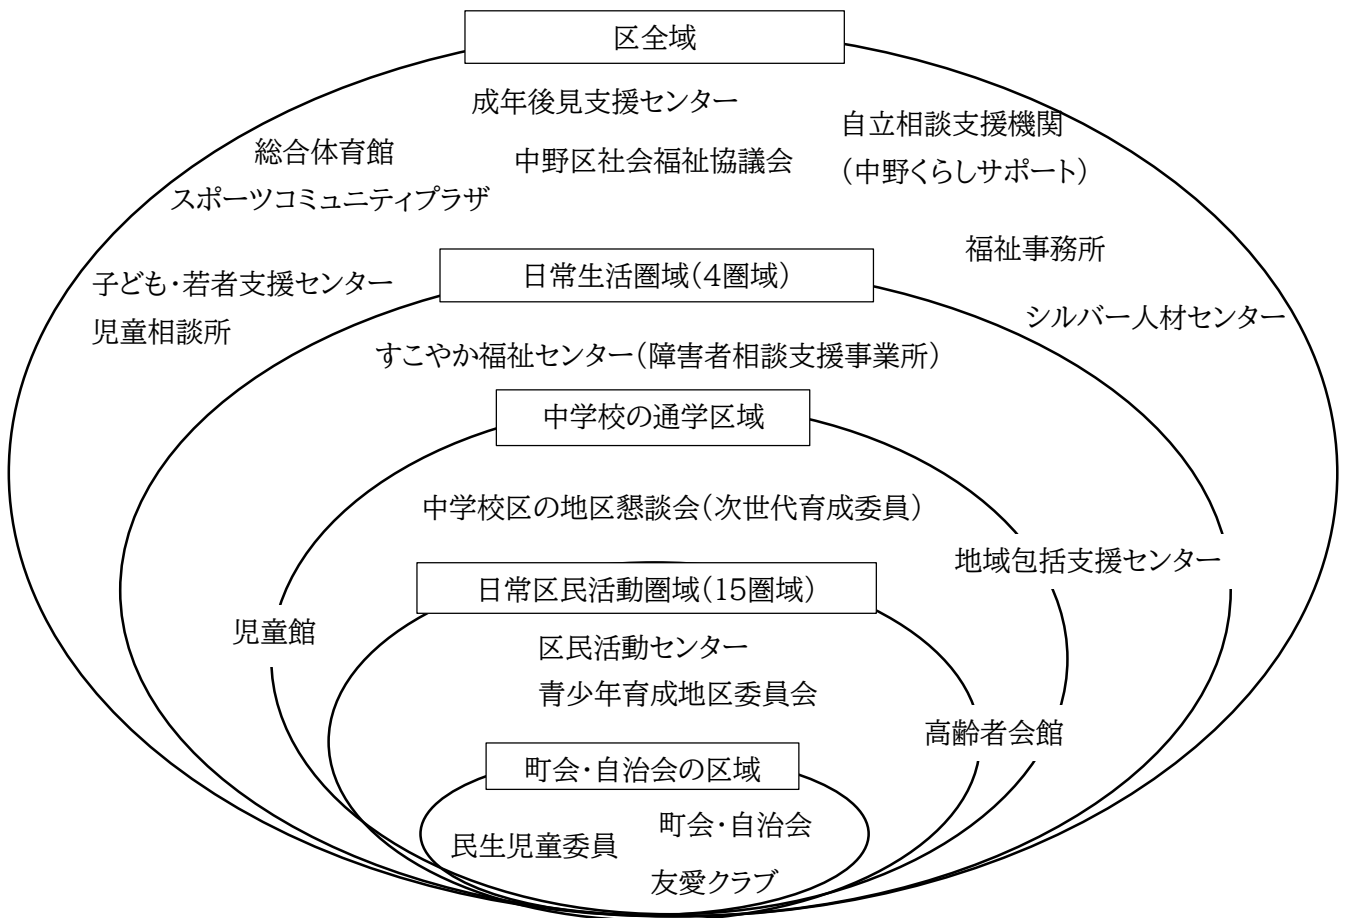 区全域
成年後見支援センター
自立相談支援機関
(中野くらしサポート)
総合体育館
スポーツコミュニティプラザ
中野区社会福祉協議会
福祉事務所
子ども・若者支援センター
児童相談所
日常生活圏域(4圏域)
シルバー人材センター
すこやか福祉センター(障害者相談支援事業所)
中学校の通学区域
中学校区の地区懇談会(次世代育成委員)
地域包括支援センター
日常区民活動圏域(15圏域)
児童館
区民活動センター
青少年育成地区委員会
高齢者会館
町会・自治会の区域
町会・自治会
民生児童委員
友愛クラブ